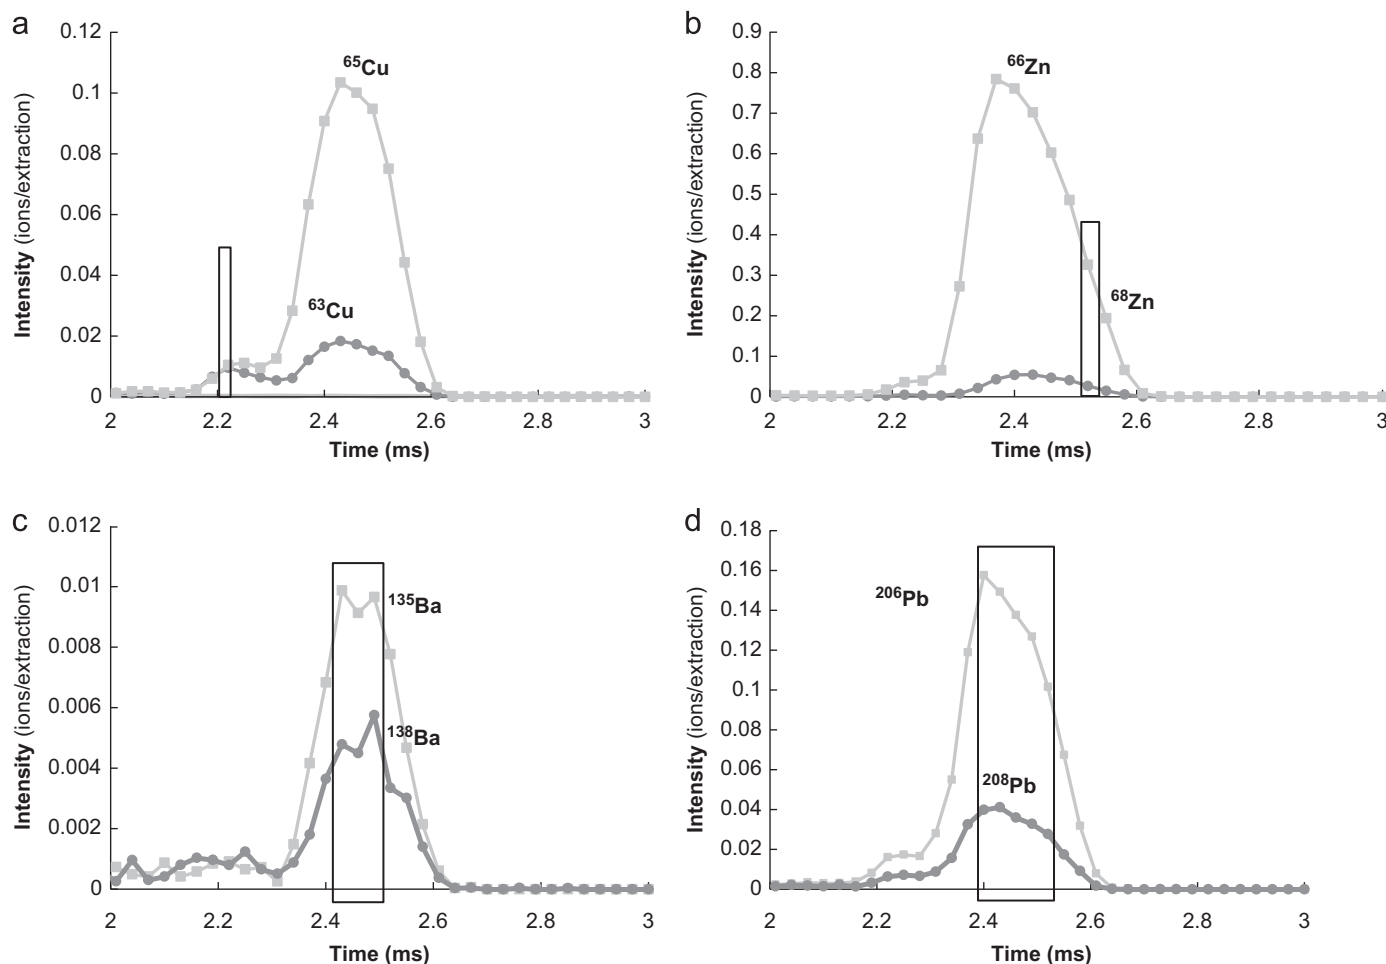 a
0.12
0.1
0.08
0.06
0.04
0.02
0
Intensity (ions/extraction)
65Cu
63Cu
2 2.2 2.4 2.6 2.8 3
Time (ms)
b
0.9
0.8
0.7
0.6
0.5
0.4
0.3
0.2
0.1
0
Intensity (ions/extraction)
66Zn
68Zn
2 2.2 2.4 2.6 2.8 3
Time (ms)
c
0.012
0.01
0.008
0.006
0.004
0.002
0
Intensity (ions/extraction)
135Ba
138Ba
2 2.2 2.4 2.6 2.8 3
Time (ms)
d
0.18
0.16
0.14
0.12
0.1
0.08
0.06
0.04
0.02
0
Intensity (ions/extraction)
206Pb
208Pb
2 2.2 2.4 2.6 2.8 3
Time (ms)